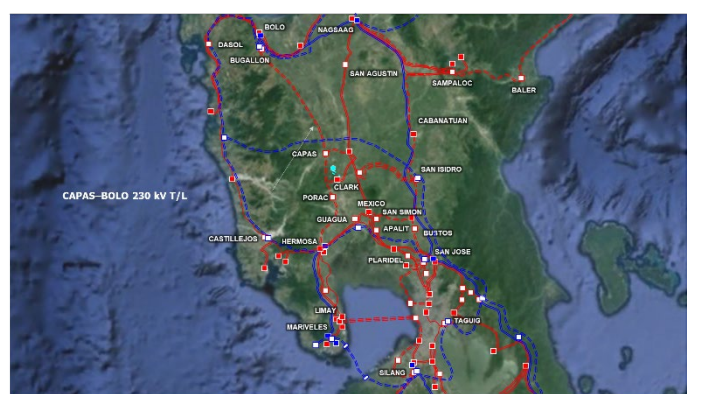 BOLO
NAGSAAG
DASOL
BUGALLON
SAN AGUSTIN
SAMPALOC
BALER
CABANATUAN
CAPAS
SAN ISIDRO
CLARK
CAPAS–BOLO 230 kV T/L
PORAC
MEXICO
SAN SIMON
GUAGUA
APALIT
BUSTOS
CASTILLEJOS
HERMOSA
SAN JOSE
PLARIDEL
LIMAY
TAGUIG
MARIVELES
SILANG